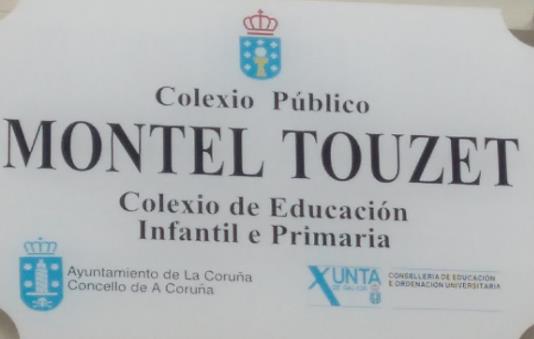 Colexio Público
MONTEL TOUZET
Colexio de Educación
Infantil e Primaria
Ayuntamiento de La Coruña
Concello de A Coruña
XUNTA
DE GALICIA
CONSELLERIA DE EDUCACIÓN
E ORDENACIÓN UNIVERSITARIA